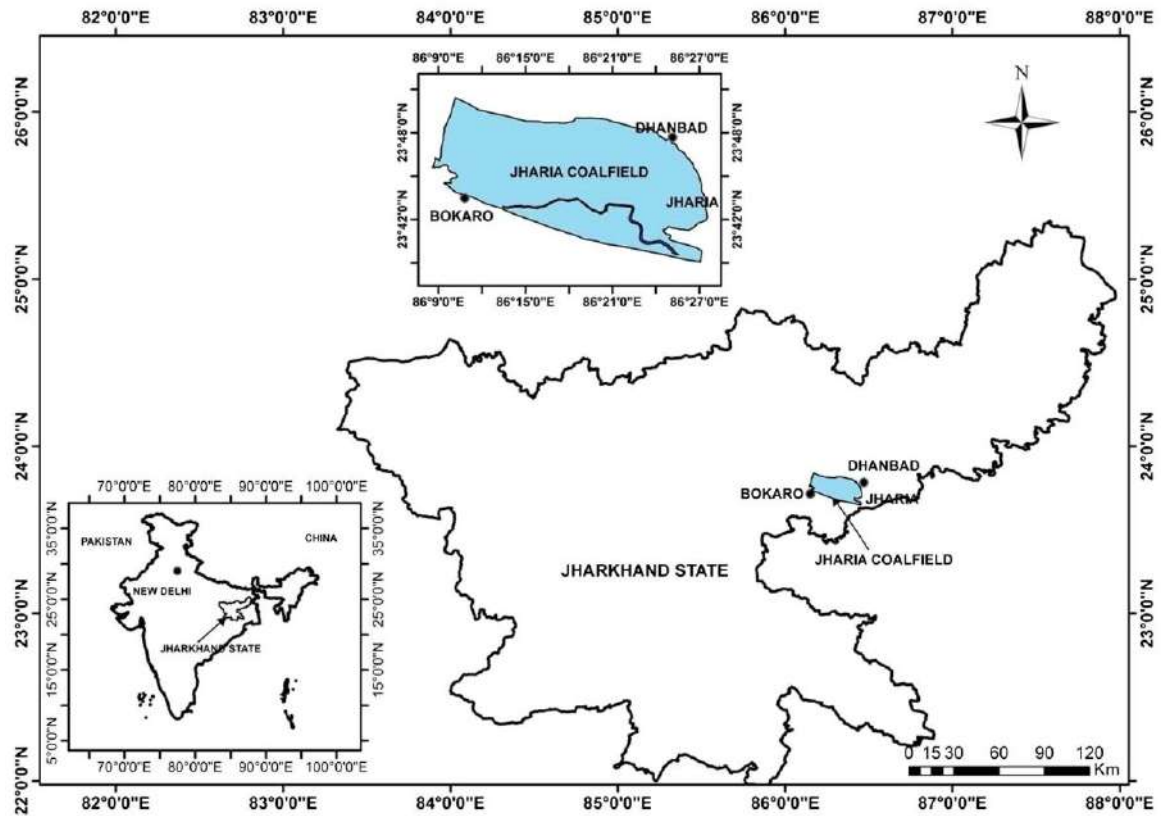 82°0'0"E 83°0'0"E 84°0'0"E 85°0'0"E 86°0'0"E 87°0'0"E 88°0'0"E
86°9'0"E 86°15'0"E 86°21'0"E 86°27'0"E
N
26°0'0"N
26°0'0"N
23°48'0"N
DHANBAD
23°48'0"N
JHARIA COALFIELD
JHARIA
BOKARO
23°42'0"N
23°42'0"N
86°9'0"E 86°15'0"E 86°21'0"E 86°27'0"E
25°0'0"N
25°0'0"N
24°0'0"N
24°0'0"N
DHANBAD
BOKARO
JHARIA
JHARIA COALFIELD
JHARKHAND STATE
70°0'0"E 80°0'0"E 90°0'0"E 100°0'0"E
35°0'0"N
PAKISTAN
CHINA
35°0'0"N
NEW DELHI
25°0'0"N
25°0'0"N
JHARKHAND STATE
15°0'0"N
15°0'0"N
5°0'0"N
5°0'0"N
70°0'0"E 80°0'0"E 90°0'0"E 100°0'0"E
23°0'0"N
23°0'0"N
0 15 30 60 90 120
Km
22°0'0"N
22°0'0"N
82°0'0"E 83°0'0"E 84°0'0"E 85°0'0"E 86°0'0"E 87°0'0"E 88°0'0"E